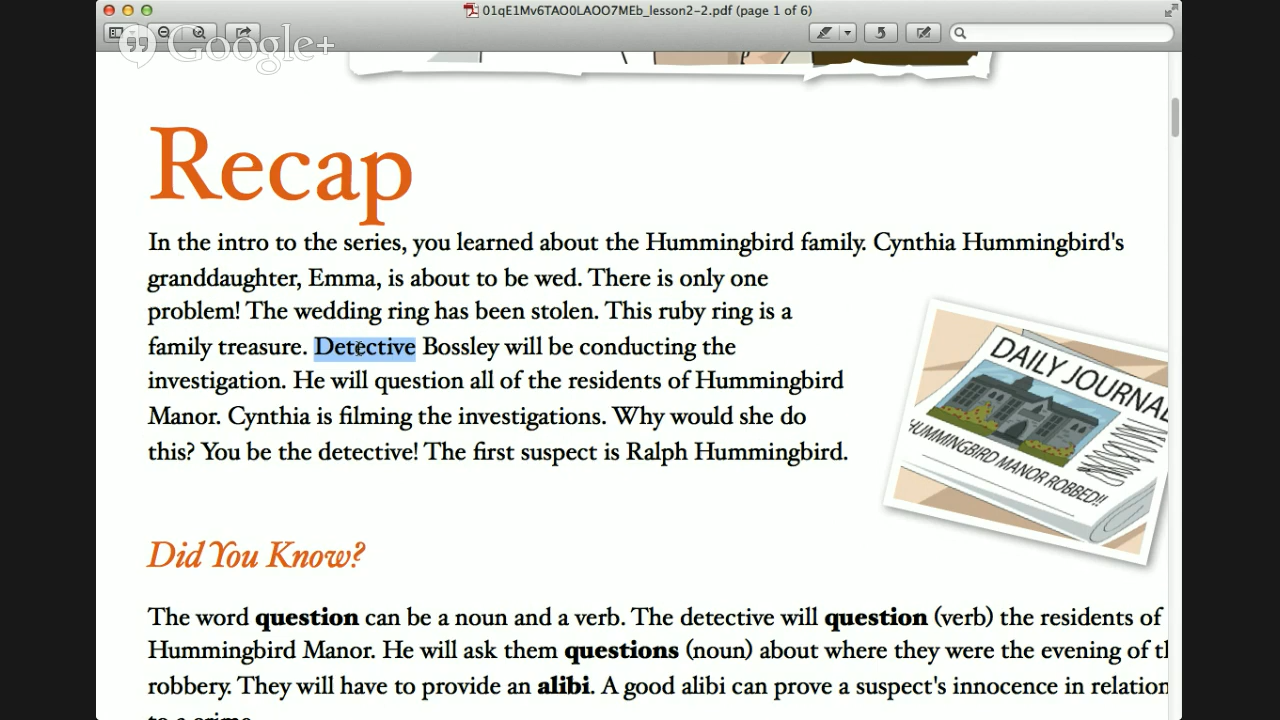 01qE1Mv6TAO0LAOO7MEb_lesson2-2.pdf (page 1 of 6)
Google+
Recap
In the intro to the series, you learned about the Hummingbird family. Cynthia Hummingbird's
granddaughter, Emma, is about to be wed. There is only one
problem! The wedding ring has been stolen. This ruby ring is a
family treasure. Detective Bossley will be conducting the
investigation. He will question all of the residents of Hummingbird
Manor. Cynthia is filming the investigations. Why would she do
this? You be the detective! The first suspect is Ralph Hummingbird.
DAILY JOURNAL
HUMMINGBIRD MANOR ROBBED!!
Did You Know?
The word question can be a noun and a verb. The detective will question (verb) the residents of
Hummingbird Manor. He will ask them questions (noun) about where they were the evening of
robbery. They will have to provide an alibi. A good alibi can prove a suspect's innocence in relation
to a crime